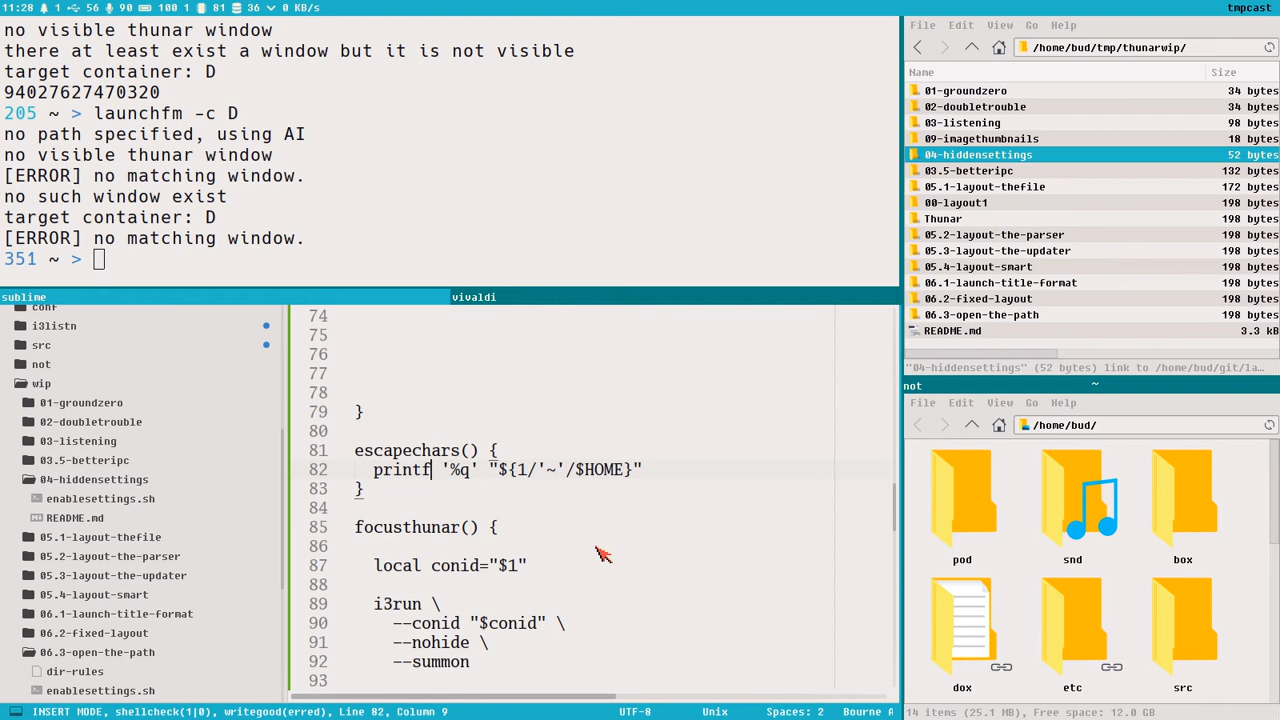 11:28 1 56 90 100 1 81 36 0 KB/s
tmpcast
no visible thunar window
there at least exist a window but it is not visible
target container: D
94027627470320
205 ~ > launchfm -c D
no path specified, using AI
no visible thunar window
[ERROR] no matching window.
no such window exist
target container: D
[ERROR] no matching window.
351 ~ >
sublime
vivaldi
conf
i3listn
src
not
wip
01-groundzero
02-doubletrouble
03-listening
03.5-betteripc
04-hiddensettings
enablesettings.sh
README.md
05.1-layout-thefile
05.2-layout-the-parser
05.3-layout-the-updater
05.4-layout-smart
06.1-launch-title-format
06.2-fixed-layout
06.3-open-the-path
dir-rules
enablesettings.sh
74
75
76
77
78
79 }
80
81 escapechars() {
82 printf '%q' "${1/'~'/$HOME}"
83 }
84
85 focusthunar() {
86
87 local conid="$1"
88
89 i3run \
90 --conid "$conid" \
91 --nohide \
92 --summon
93
INSERT MODE, shellcheck(1|0), writegood(erred), Line 82, Column 9
UTF-8
Unix
Spaces: 2
Bourne A
File Edit View Go Help
/home/bud/tmp/thunarwip/
Name Size
01-groundzero 34 bytes
02-doubletrouble 34 bytes
03-listening 98 bytes
09-imagethumbnails 18 bytes
04-hiddensettings 52 bytes
03.5-betteripc 132 bytes
05.1-layout-thefile 172 bytes
00-layout1 198 bytes
Thunar 198 bytes
05.2-layout-the-parser 198 bytes
05.3-layout-the-updater 198 bytes
05.4-layout-smart 198 bytes
06.1-launch-title-format 198 bytes
06.2-fixed-layout 198 bytes
06.3-open-the-path 198 bytes
README.md 3.3 kB
"04-hiddensettings" (52 bytes) link to /home/bud/git/la…
not ~
File Edit View Go Help
/home/bud/
pod snd box
dox etc src
14 items (25.1 MB), Free space: 12.0 GB